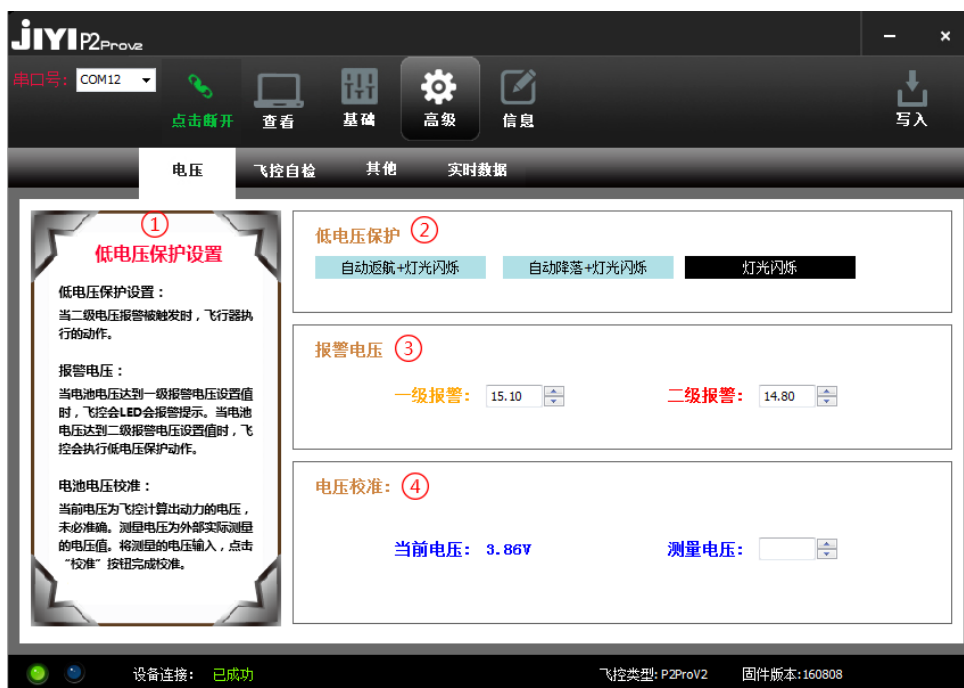 JIYI P2Prov2
串口号: COM12
点击断开 查看 基础 高级 信息 写入
电压 飞控自检 其他 实时数据
①
低电压保护设置
低电压保护设置：
当二级电压报警被触发时，飞行器执
行的动作。
报警电压：
当电池电压达到一级报警电压设置值
时，飞控会LED会报警提示。当电池
电压达到二级报警电压设置值时，飞
控会执行低电压保护动作。
电池电压校准：
当前电压为飞控计算出动力的电压，
未必准确。测量电压为外部实际测量
的电压值。将测量的电压输入，点击
“校准”按钮完成校准。
低电压保护 ②
自动返航+灯光闪烁 自动降落+灯光闪烁 灯光闪烁
报警电压 ③
一级报警: 15.10 二级报警: 14.80
电压校准: ④
当前电压: 3.86V 测量电压:
设备连接: 已成功 飞控类型: P2ProV2 固件版本:160808